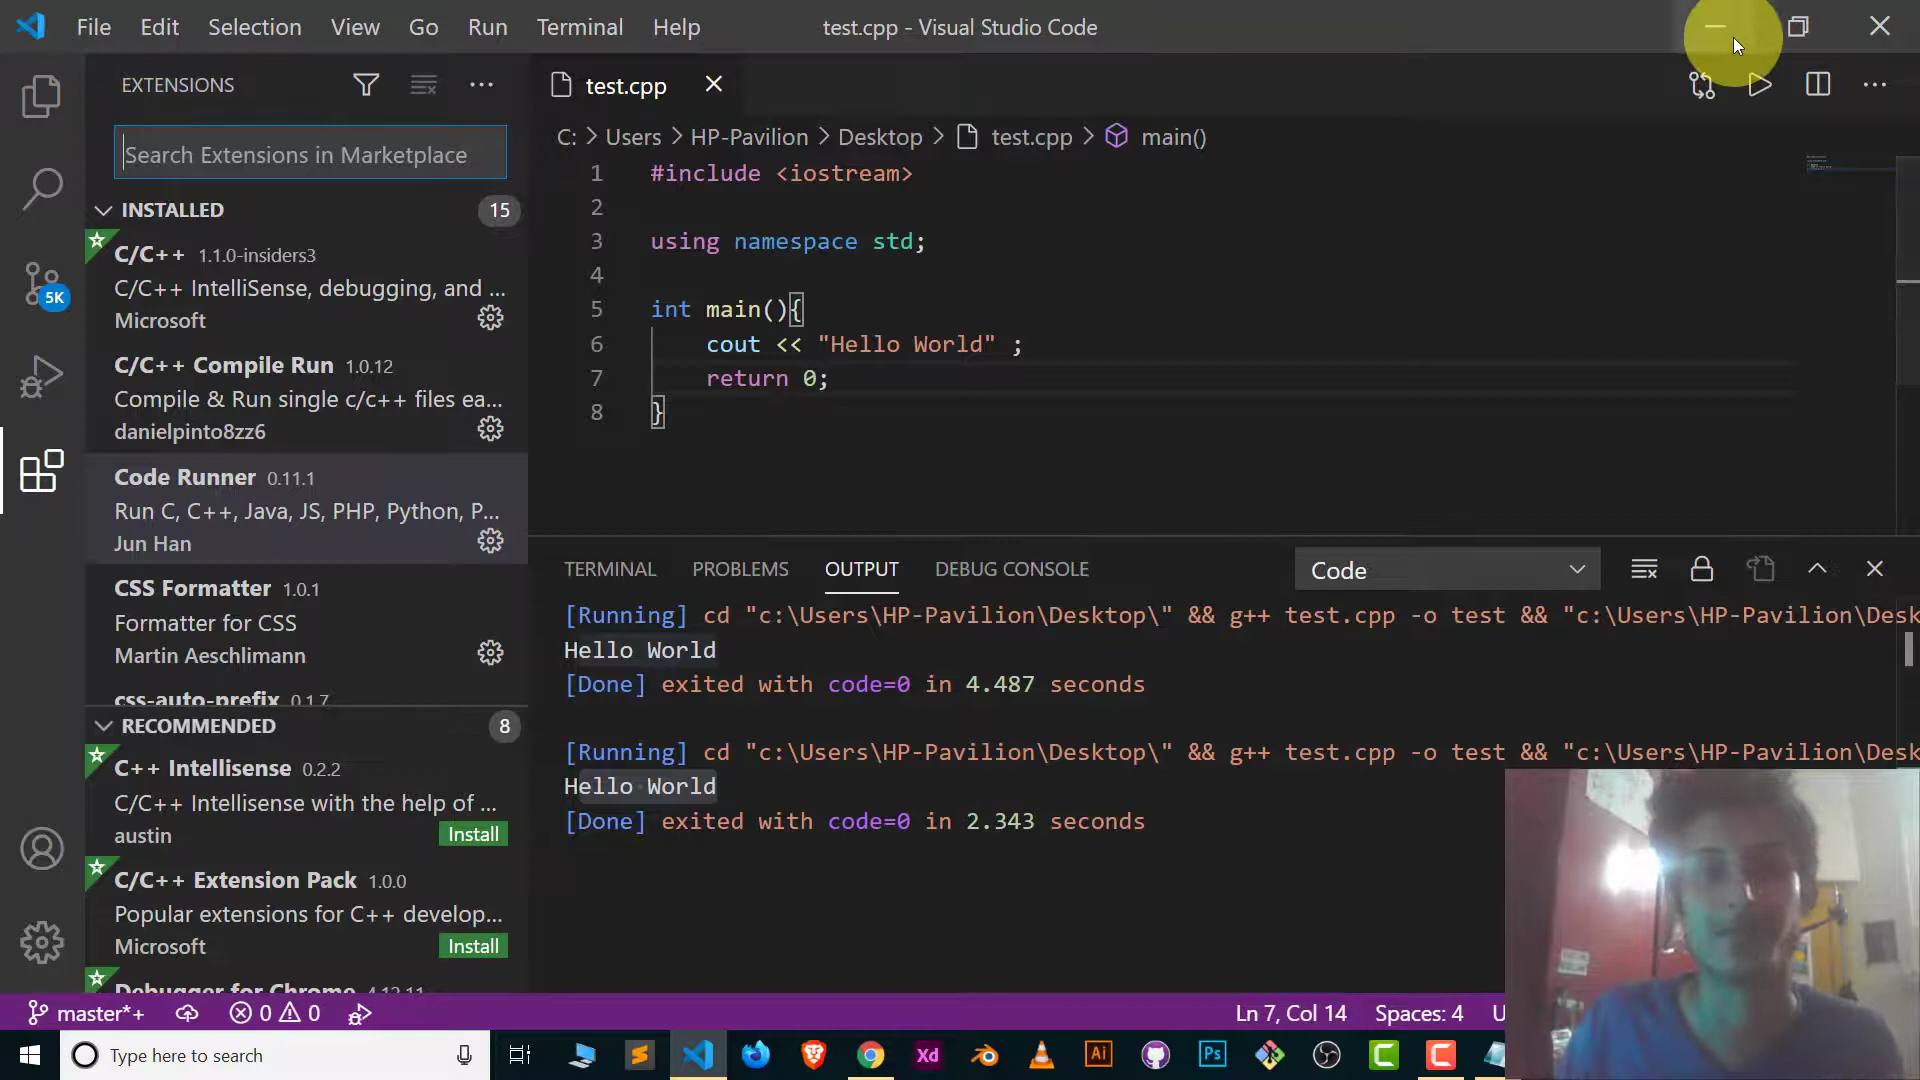 File Edit Selection View Go Run Terminal Help
test.cpp - Visual Studio Code
EXTENSIONS
Search Extensions in Marketplace
INSTALLED 15
C/C++ 1.1.0-insiders3
C/C++ IntelliSense, debugging, and ...
Microsoft
C/C++ Compile Run 1.0.12
Compile & Run single c/c++ files ea...
danielpinto8zz6
Code Runner 0.11.1
Run C, C++, Java, JS, PHP, Python, P...
Jun Han
CSS Formatter 1.0.1
Formatter for CSS
Martin Aeschlimann
css-auto-prefix 0.1.7
RECOMMENDED 8
C++ Intellisense 0.2.2
C/C++ Intellisense with the help of ...
austin Install
C/C++ Extension Pack 1.0.0
Popular extensions for C++ develop...
Microsoft Install
Debugger for Chrome 4.12.11
5K
test.cpp
C: > Users > HP-Pavilion > Desktop > test.cpp > main()
1 #include <iostream>
2
3 using namespace std;
4
5 int main(){
6 cout << "Hello World" ;
7 return 0;
8 }
TERMINAL PROBLEMS OUTPUT DEBUG CONSOLE Code
[Running] cd "c:\Users\HP-Pavilion\Desktop\" && g++ test.cpp -o test && "c:\Users\HP-Pavilion\Desk
Hello World
[Done] exited with code=0 in 4.487 seconds
[Running] cd "c:\Users\HP-Pavilion\Desktop\" && g++ test.cpp -o test && "c:\Users\HP-Pavilion\Desk
Hello World
[Done] exited with code=0 in 2.343 seconds
master*+ 0 0 Ln 7, Col 14 Spaces: 4 U
Type here to search
Xd Ai Ps